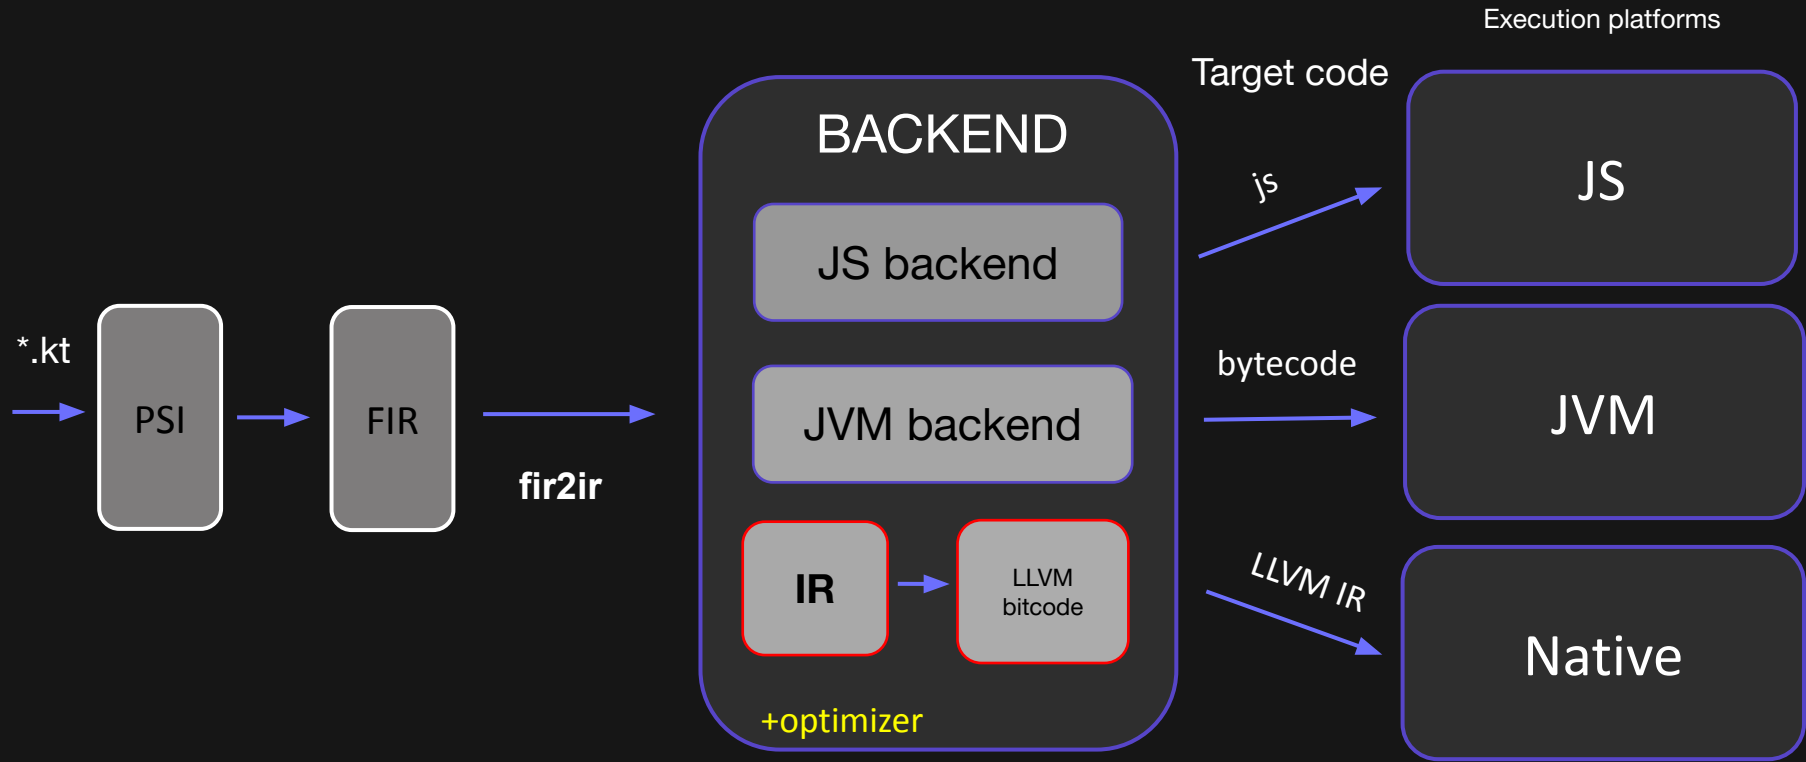 Execution platforms
Target code
BACKEND
js
JS
JS backend
*.kt
bytecode
PSI
FIR
JVM backend
JVM
fir2ir
IR
LLVM
bitcode
LLVM IR
Native
+optimizer